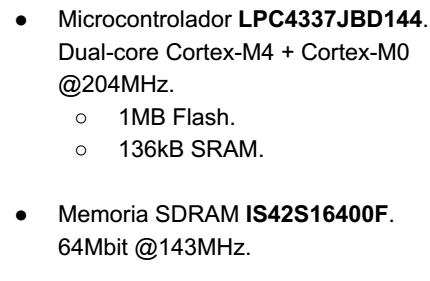 ● Microcontrolador LPC4337JBD144.
Dual-core Cortex-M4 + Cortex-M0
@204MHz.
○ 1MB Flash.
○ 136kB SRAM.
● Memoria SDRAM IS42S16400F.
64Mbit @143MHz.